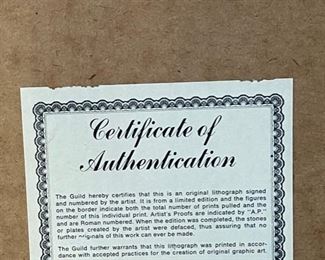 Certificate of
Authentication
The Guild hereby certifies that this is an original lithograph signed
and numbered by the artist. It is from a limited edition and the figures
on the border indicate both the total number of prints pulled and the
number of this individual print. Artist's Proofs are indicated by "A.P."
and are Roman numbered. When the edition was completed, the stones
or plates created by the artist were defaced, thus assuring that no
further originals of this work can ever be made.
The Guild further warrants that this lithograph was printed in accor-
dance with accepted practices for the creation of original graphic art.